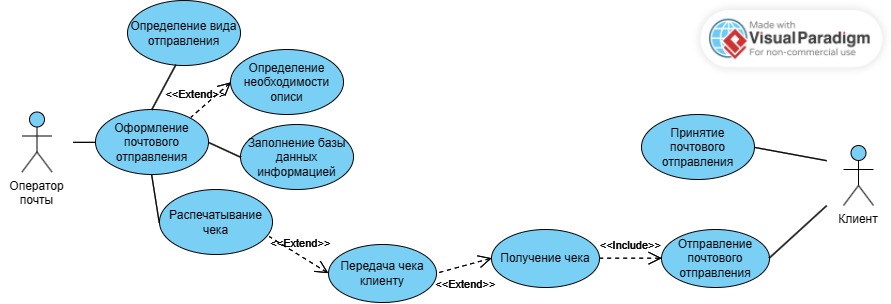 Определение вида
отправления
Made with
Visual Paradigm
For non-commercial use
Определение
необходимости
описи
<<Extend>>
Оформление
почтового
отправления
Заполнение базы
данных
информацией
Принятие
почтового
отправления
Оператор
почты
Клиент
Распечатывание
чека
<<Extend>>
Передача чека
клиенту
<<Extend>>
Получение чека
<<Include>>
Отправление
почтового
отправления